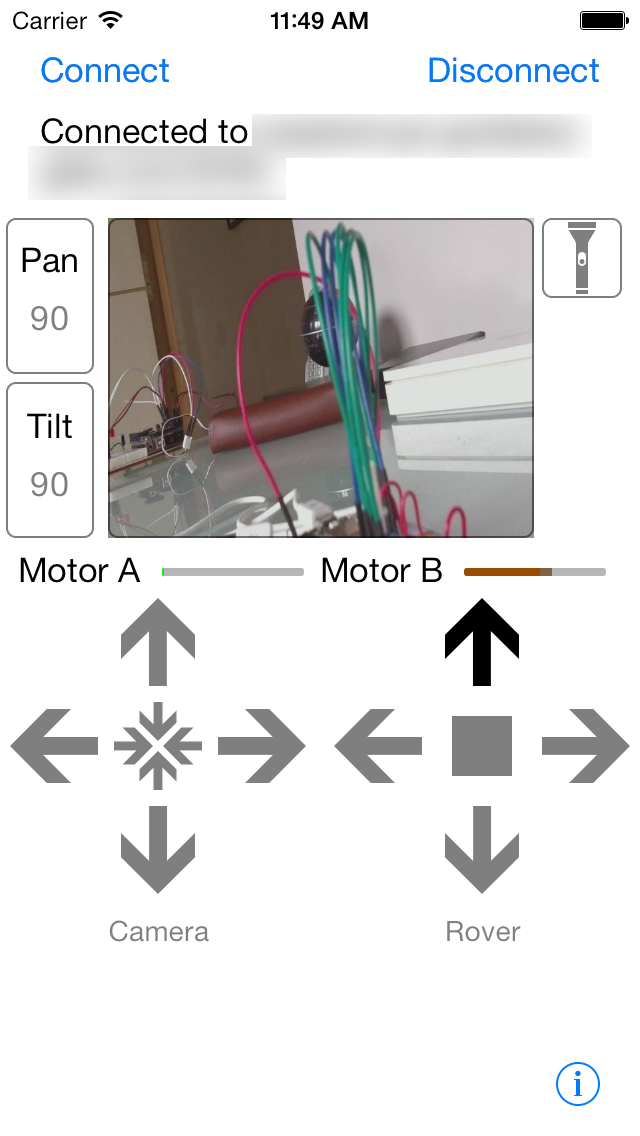 Carrier 11:49 AM
Connect Disconnect
Connected to
Pan
90
Tilt
90
Motor A Motor B
Camera Rover
i